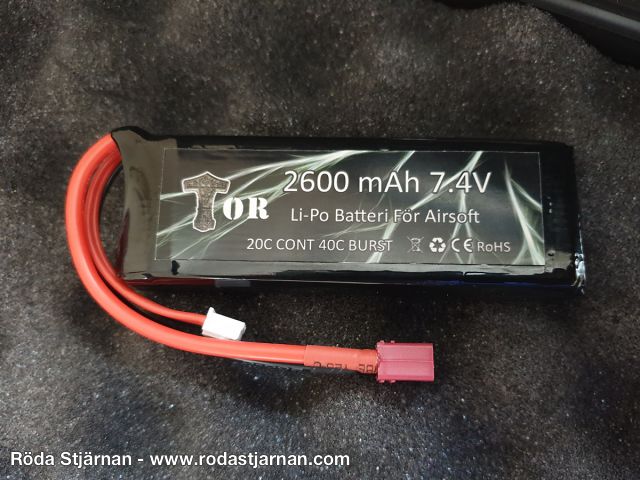 TOR
2600 mAh 7.4V
Li-Po Batteri För Airsoft
20C CONT 40C BURST CE RoHS
Röda Stjärnan - www.rodastjarnan.com